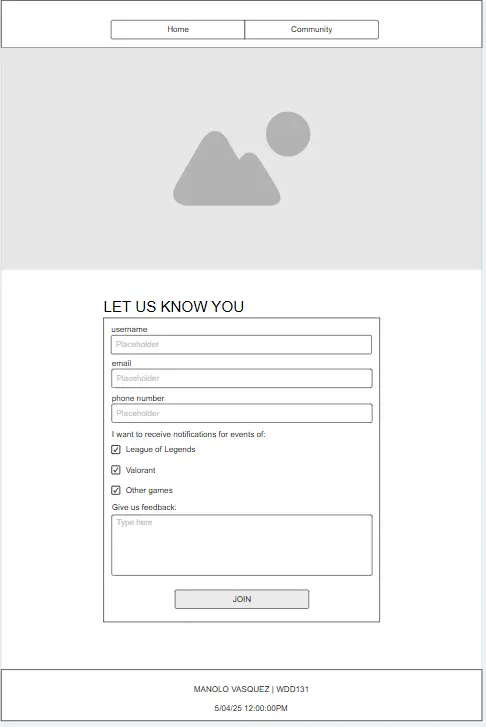 Home
Community
LET US KNOW YOU
username
Placeholder
email
Placeholder
phone number
Placeholder
I want to receive notifications for events of:
League of Legends
Valorant
Other games
Give us feedback:
Type here
JOIN
MANOLO VASQUEZ | WDD131
5/04/25 12:00:00PM